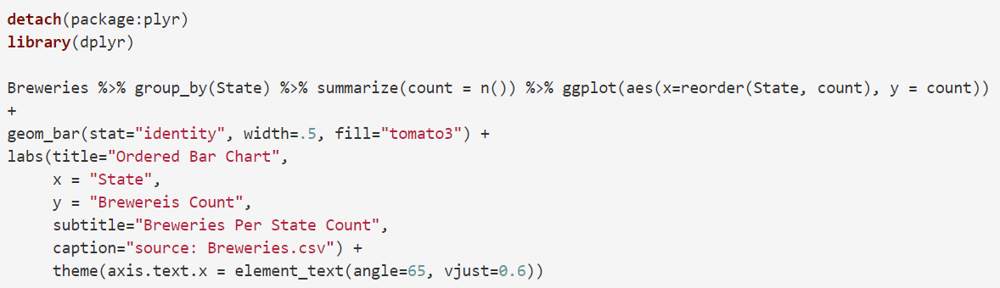 detach(package:plyr)
library(dplyr)
Breweries %>% group_by(State) %>% summarize(count = n()) %>% ggplot(aes(x=reorder(State, count), y = count))
+
geom_bar(stat="identity", width=.5, fill="tomato3") +
labs(title="Ordered Bar Chart",
     x = "State",
     y = "Brewereis Count",
     subtitle="Breweries Per State Count",
     caption="source: Breweries.csv") +
     theme(axis.text.x = element_text(angle=65, vjust=0.6))